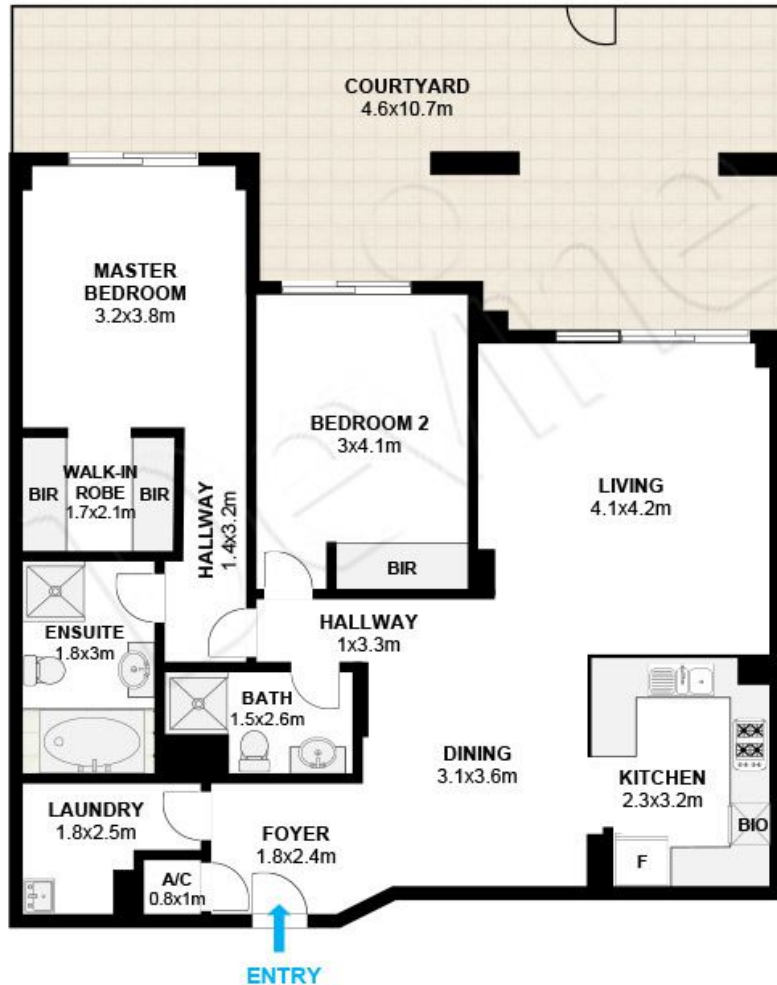 COURTYARD
4.6x10.7m
MASTER
BEDROOM
3.2x3.8m
BEDROOM 2
3x4.1m
LIVING
4.1x4.2m
BIR
WALK-IN
ROBE
1.7x2.1m
BIR
HALLWAY
1.4x3.2m
BIR
HALLWAY
1x3.3m
ENSUITE
1.8x3m
BATH
1.5x2.6m
DINING
3.1x3.6m
KITCHEN
2.3x3.2m
BIO
F
LAUNDRY
1.8x2.5m
FOYER
1.8x2.4m
A/C
0.8x1m
ENTRY